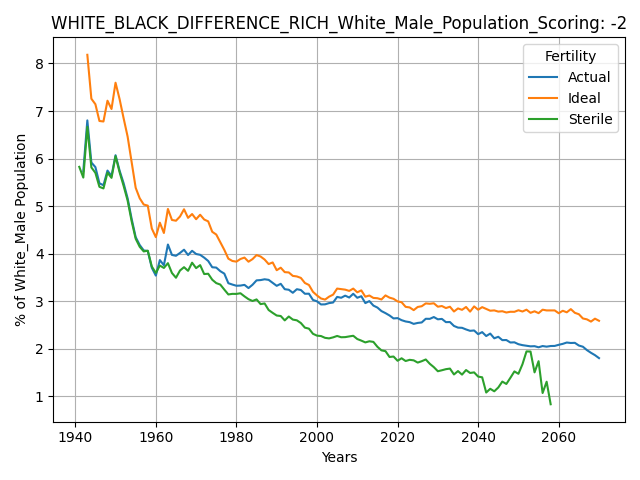 WHITE_BLACK_DIFFERENCE_RICH_White_Male_Population_Scoring: -2
Fertility
Actual
Ideal
Sterile
% of White_Male Population
8
7
6
5
4
3
2
1
1940 1960 1980 2000 2020 2040 2060
Years